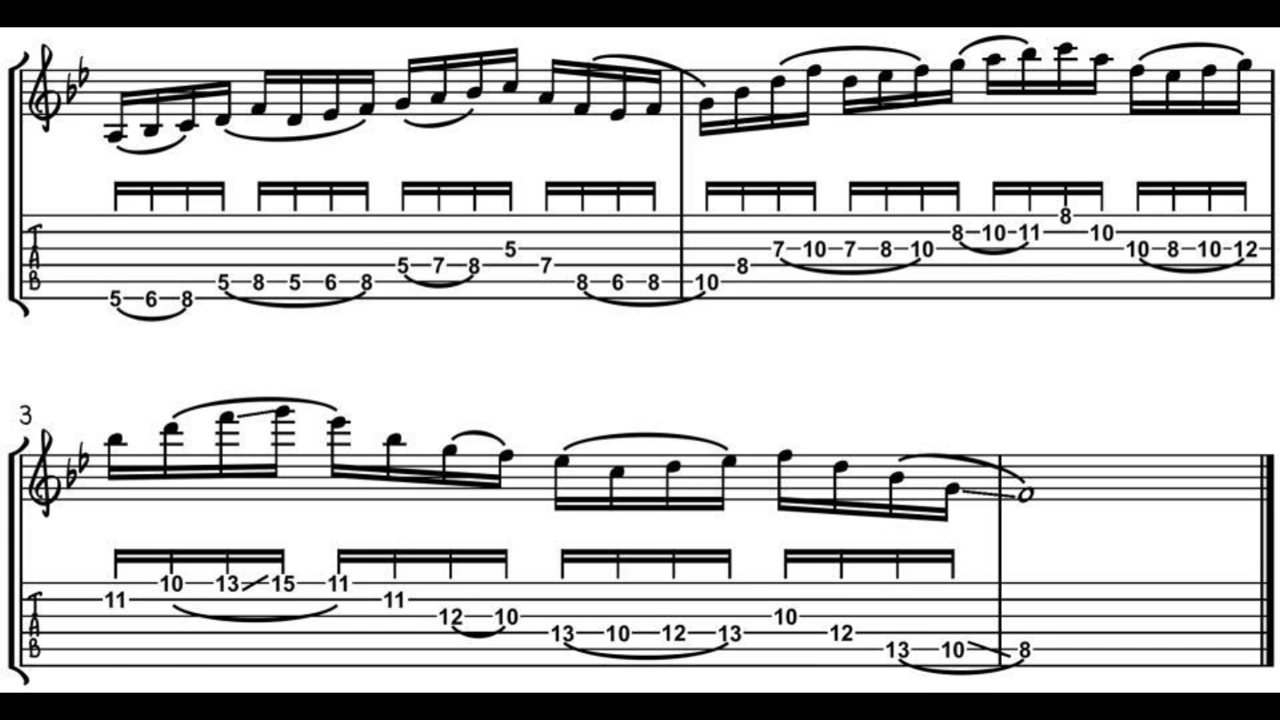 8
T 8 10 11 10
5 7 10 7 8 10 10 8 10 12
A 5 7 8 7 8
B 5 8 5 6 8 8 6 8 10
5 6 8
3
10 13 15 11
T 11 11
12 10 10
A 13 10 12 13 12
B 13 10 8